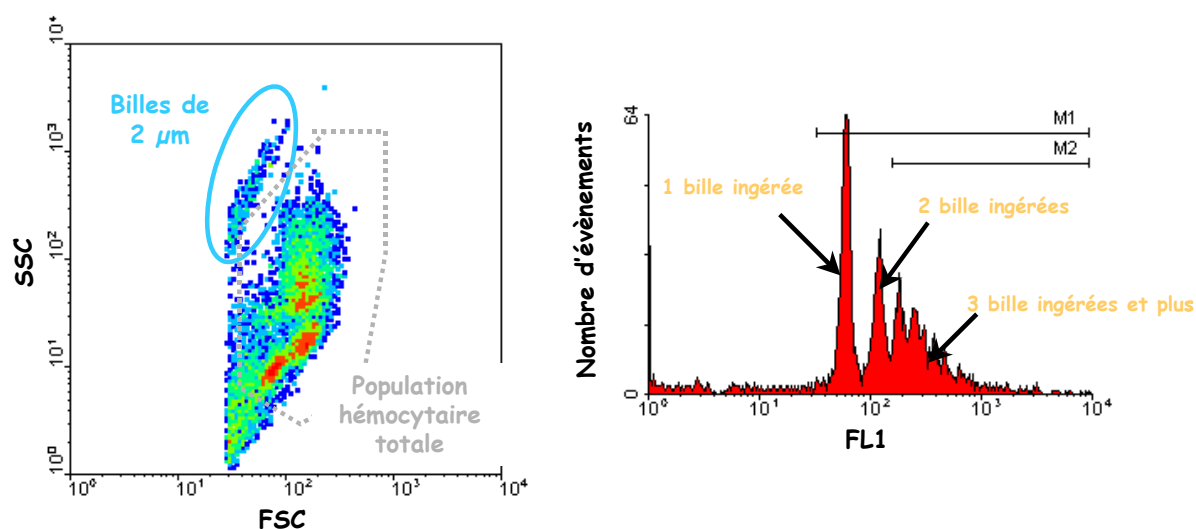 10⁴
10³
10²
10¹
10⁰
SSC
Billes de
2 µm
Population
hémocytaire
totale
10⁰ 10¹ 10² 10³ 10⁴
FSC
64
0
Nombre d'évènements
M1
M2
1 bille ingérée
2 bille ingérées
3 bille ingérées et plus
10⁰ 10¹ 10² 10³ 10⁴
FL1